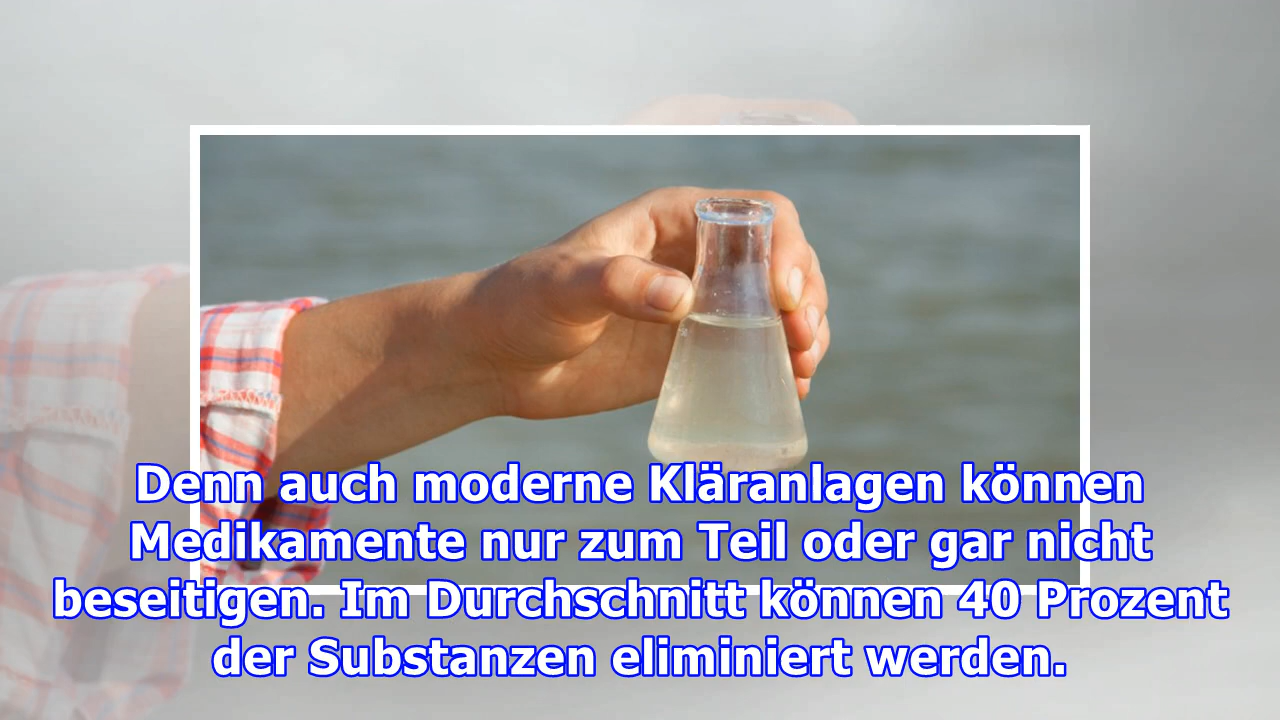 Denn auch moderne Kläranlagen können
Medikamente nur zum Teil oder gar nicht
beseitigen. Im Durchschnitt können 40 Prozent
der Substanzen eliminiert werden.